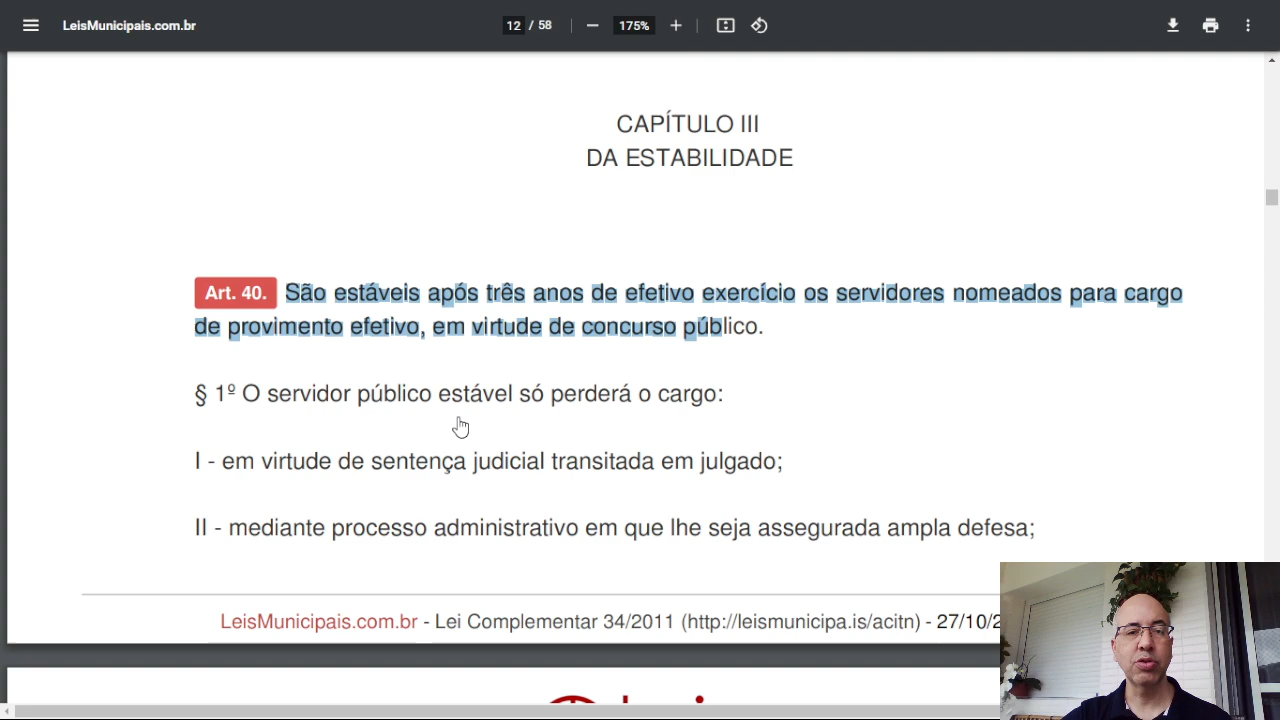 LeisMunicipais.com.br
12 / 58
175%
CAPÍTULO III
DA ESTABILIDADE
Art. 40. São estáveis após três anos de efetivo exercício os servidores nomeados para cargo
de provimento efetivo, em virtude de concurso público.
§ 1º O servidor público estável só perderá o cargo:
I - em virtude de sentença judicial transitada em julgado;
II - mediante processo administrativo em que lhe seja assegurada ampla defesa;
LeisMunicipais.com.br - Lei Complementar 34/2011 (http://leismunicipa.is/acitn) - 27/10/2